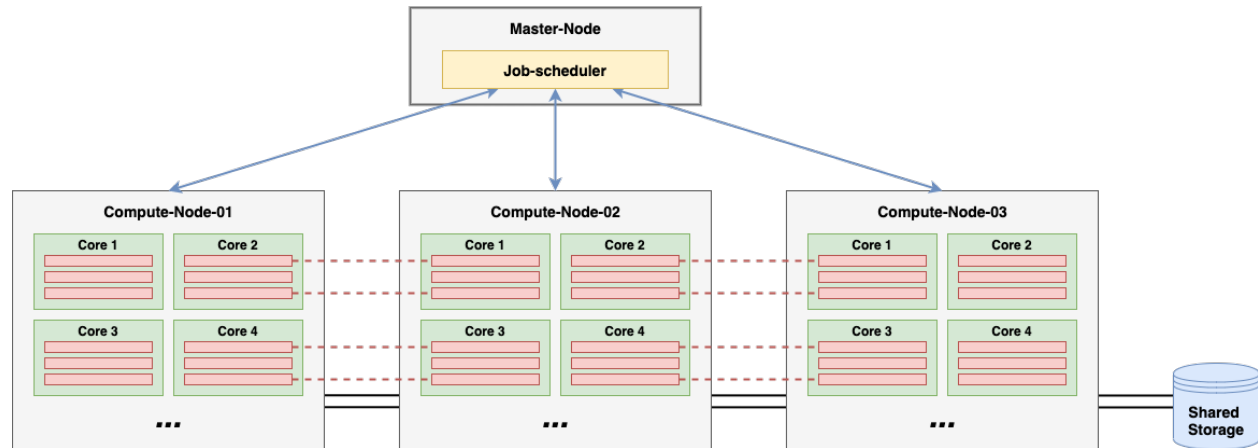 Master-Node
Job-scheduler
Compute-Node-01
Core 1
Core 2
Core 3
Core 4
...
Compute-Node-02
Core 1
Core 2
Core 3
Core 4
...
Compute-Node-03
Core 1
Core 2
Core 3
Core 4
...
Shared
Storage